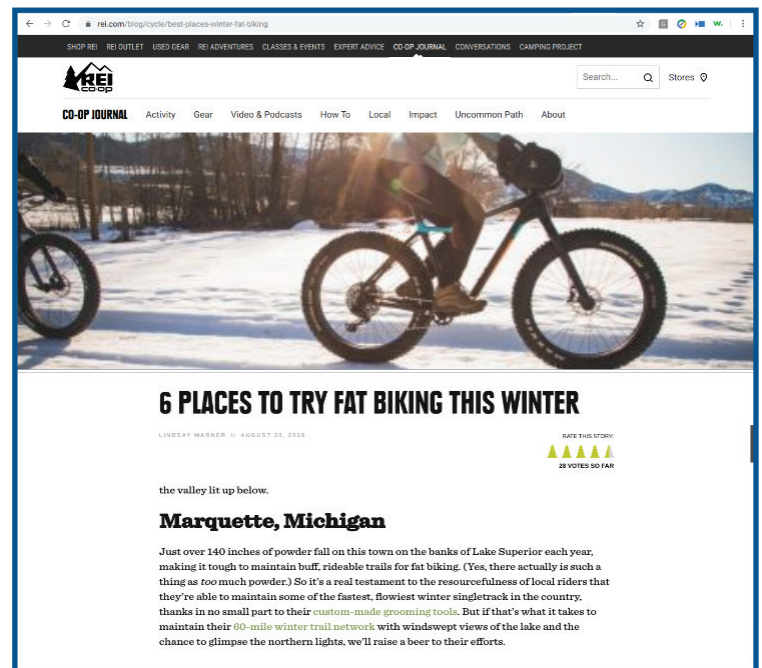 rei.com/blog/cycle/best-places-winter-fat-biking
W.
SHOP REI REI OUTLET USED GEAR REI ADVENTURES CLASSES & EVENTS EXPERT ADVICE CO-OP JOURNAL CONVERSATIONS CAMPING PROJECT
REI
CO·OP
Search... Stores
CO-OP JOURNAL Activity Gear Video & Podcasts How To Local Impact Uncommon Path About
6 PLACES TO TRY FAT BIKING THIS WINTER
LINDSAY WARNER // AUGUST 30, 2019
RATE THIS STORY:
28 VOTES SO FAR
the valley lit up below.
Marquette, Michigan
Just over 140 inches of powder fall on this town on the banks of Lake Superior each year,
making it tough to maintain buff, rideable trails for fat biking. (Yes, there actually is such a
thing as too much powder.) So it's a real testament to the resourcefulness of local riders that
they're able to maintain some of the fastest, flowiest winter singletrack in the country,
thanks in no small part to their custom-made grooming tools. But if that's what it takes to
maintain their 60-mile winter trail network with windswept views of the lake and the
chance to glimpse the northern lights, we'll raise a beer to their efforts.